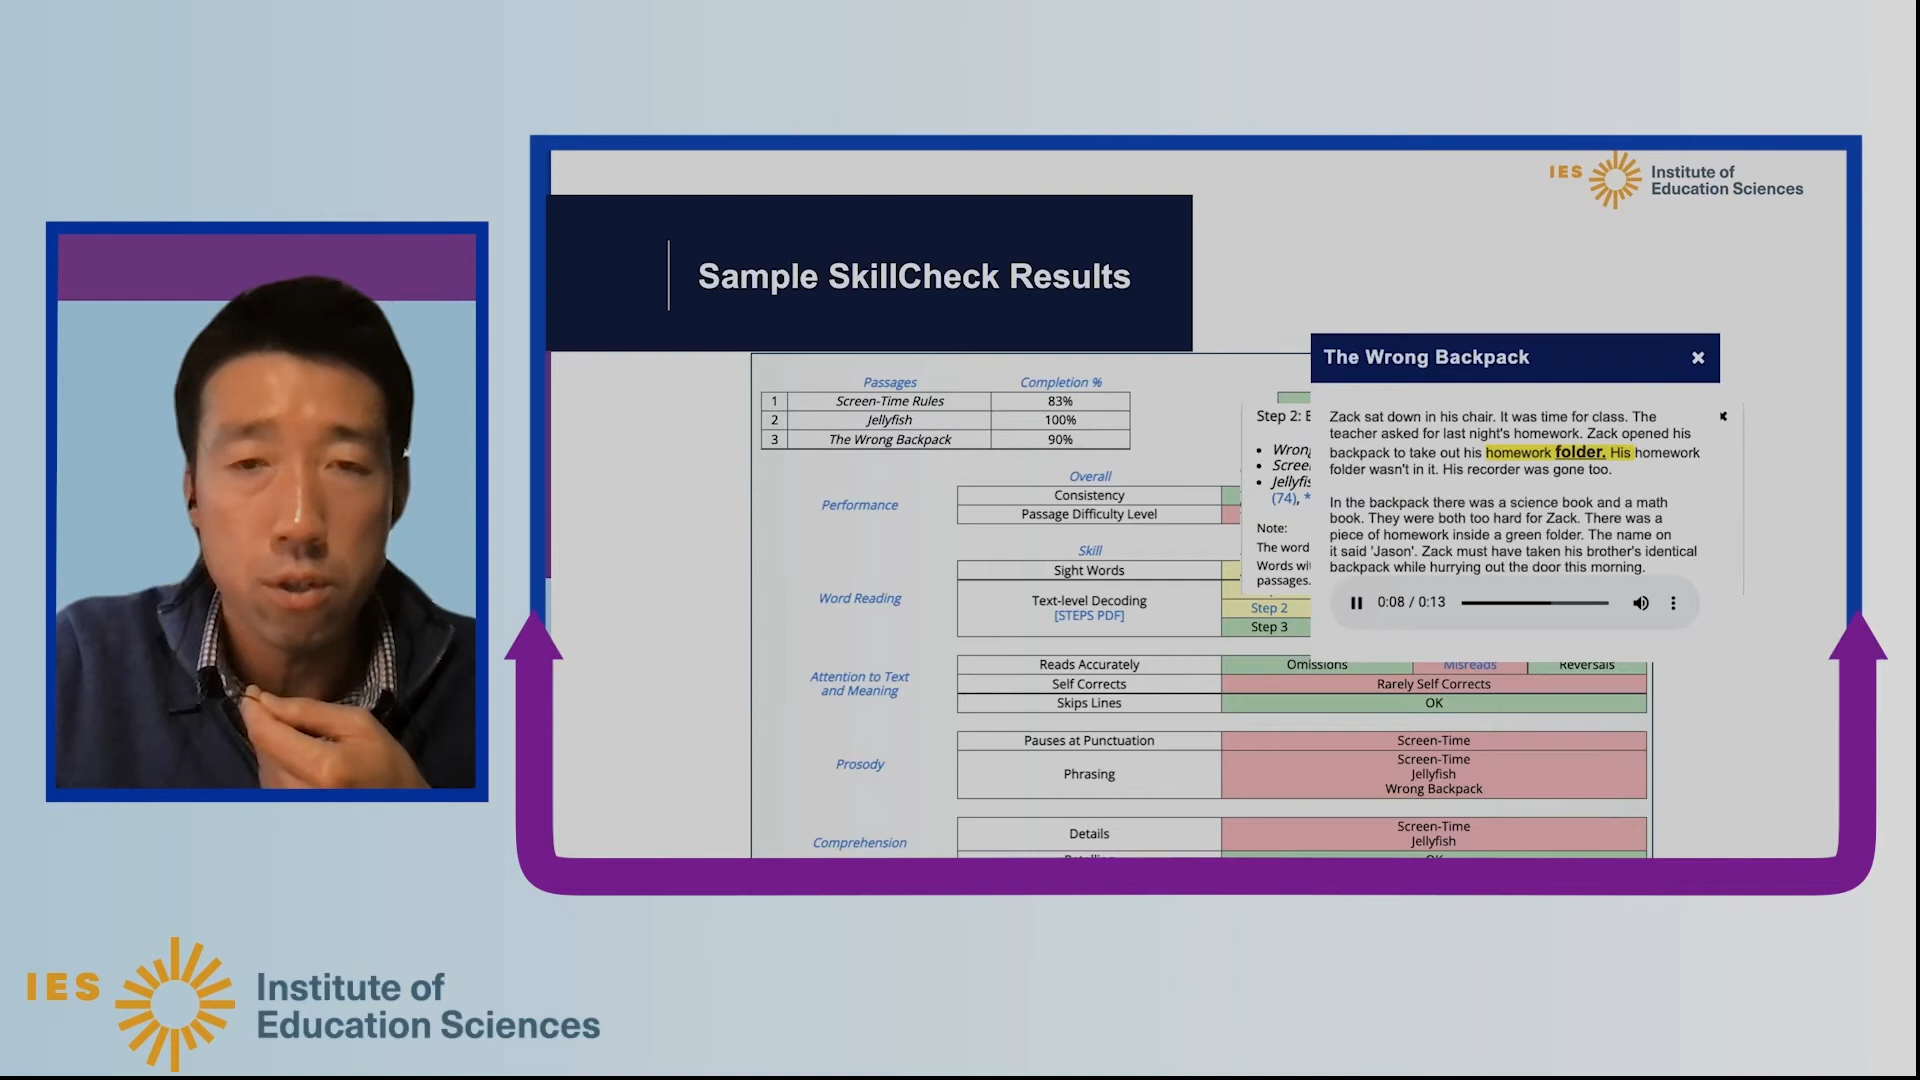 IES Institute of
Education Sciences
Sample SkillCheck Results
Passages Completion %
1 Screen-Time Rules 83%
2 Jellyfish 100%
3 The Wrong Backpack 90%
Overall
Performance
Consistency
Passage Difficulty Level
Skill
Word Reading
Sight Words
Text-level Decoding
[STEPS PDF]
Step 2
Step 3
Attention to Text
and Meaning
Reads Accurately Omissions Misreads Reversals
Self Corrects Rarely Self Corrects
Skips Lines OK
Prosody
Pauses at Punctuation Screen-Time
Phrasing Screen-Time
Jellyfish
Wrong Backpack
Comprehension
Details Screen-Time
Jellyfish
OK
Step 2:
• Wrong
• Scree
• Jellyfis
(74), *
Note:
The word
Words wit
passages.
The Wrong Backpack ×
Zack sat down in his chair. It was time for class. The
teacher asked for last night's homework. Zack opened his
backpack to take out his homework folder. His homework
folder wasn't in it. His recorder was gone too.
In the backpack there was a science book and a math
book. They were both too hard for Zack. There was a
piece of homework inside a green folder. The name on
it said 'Jason'. Zack must have taken his brother's identical
backpack while hurrying out the door this morning.
0:08 / 0:13
IES Institute of
Education Sciences